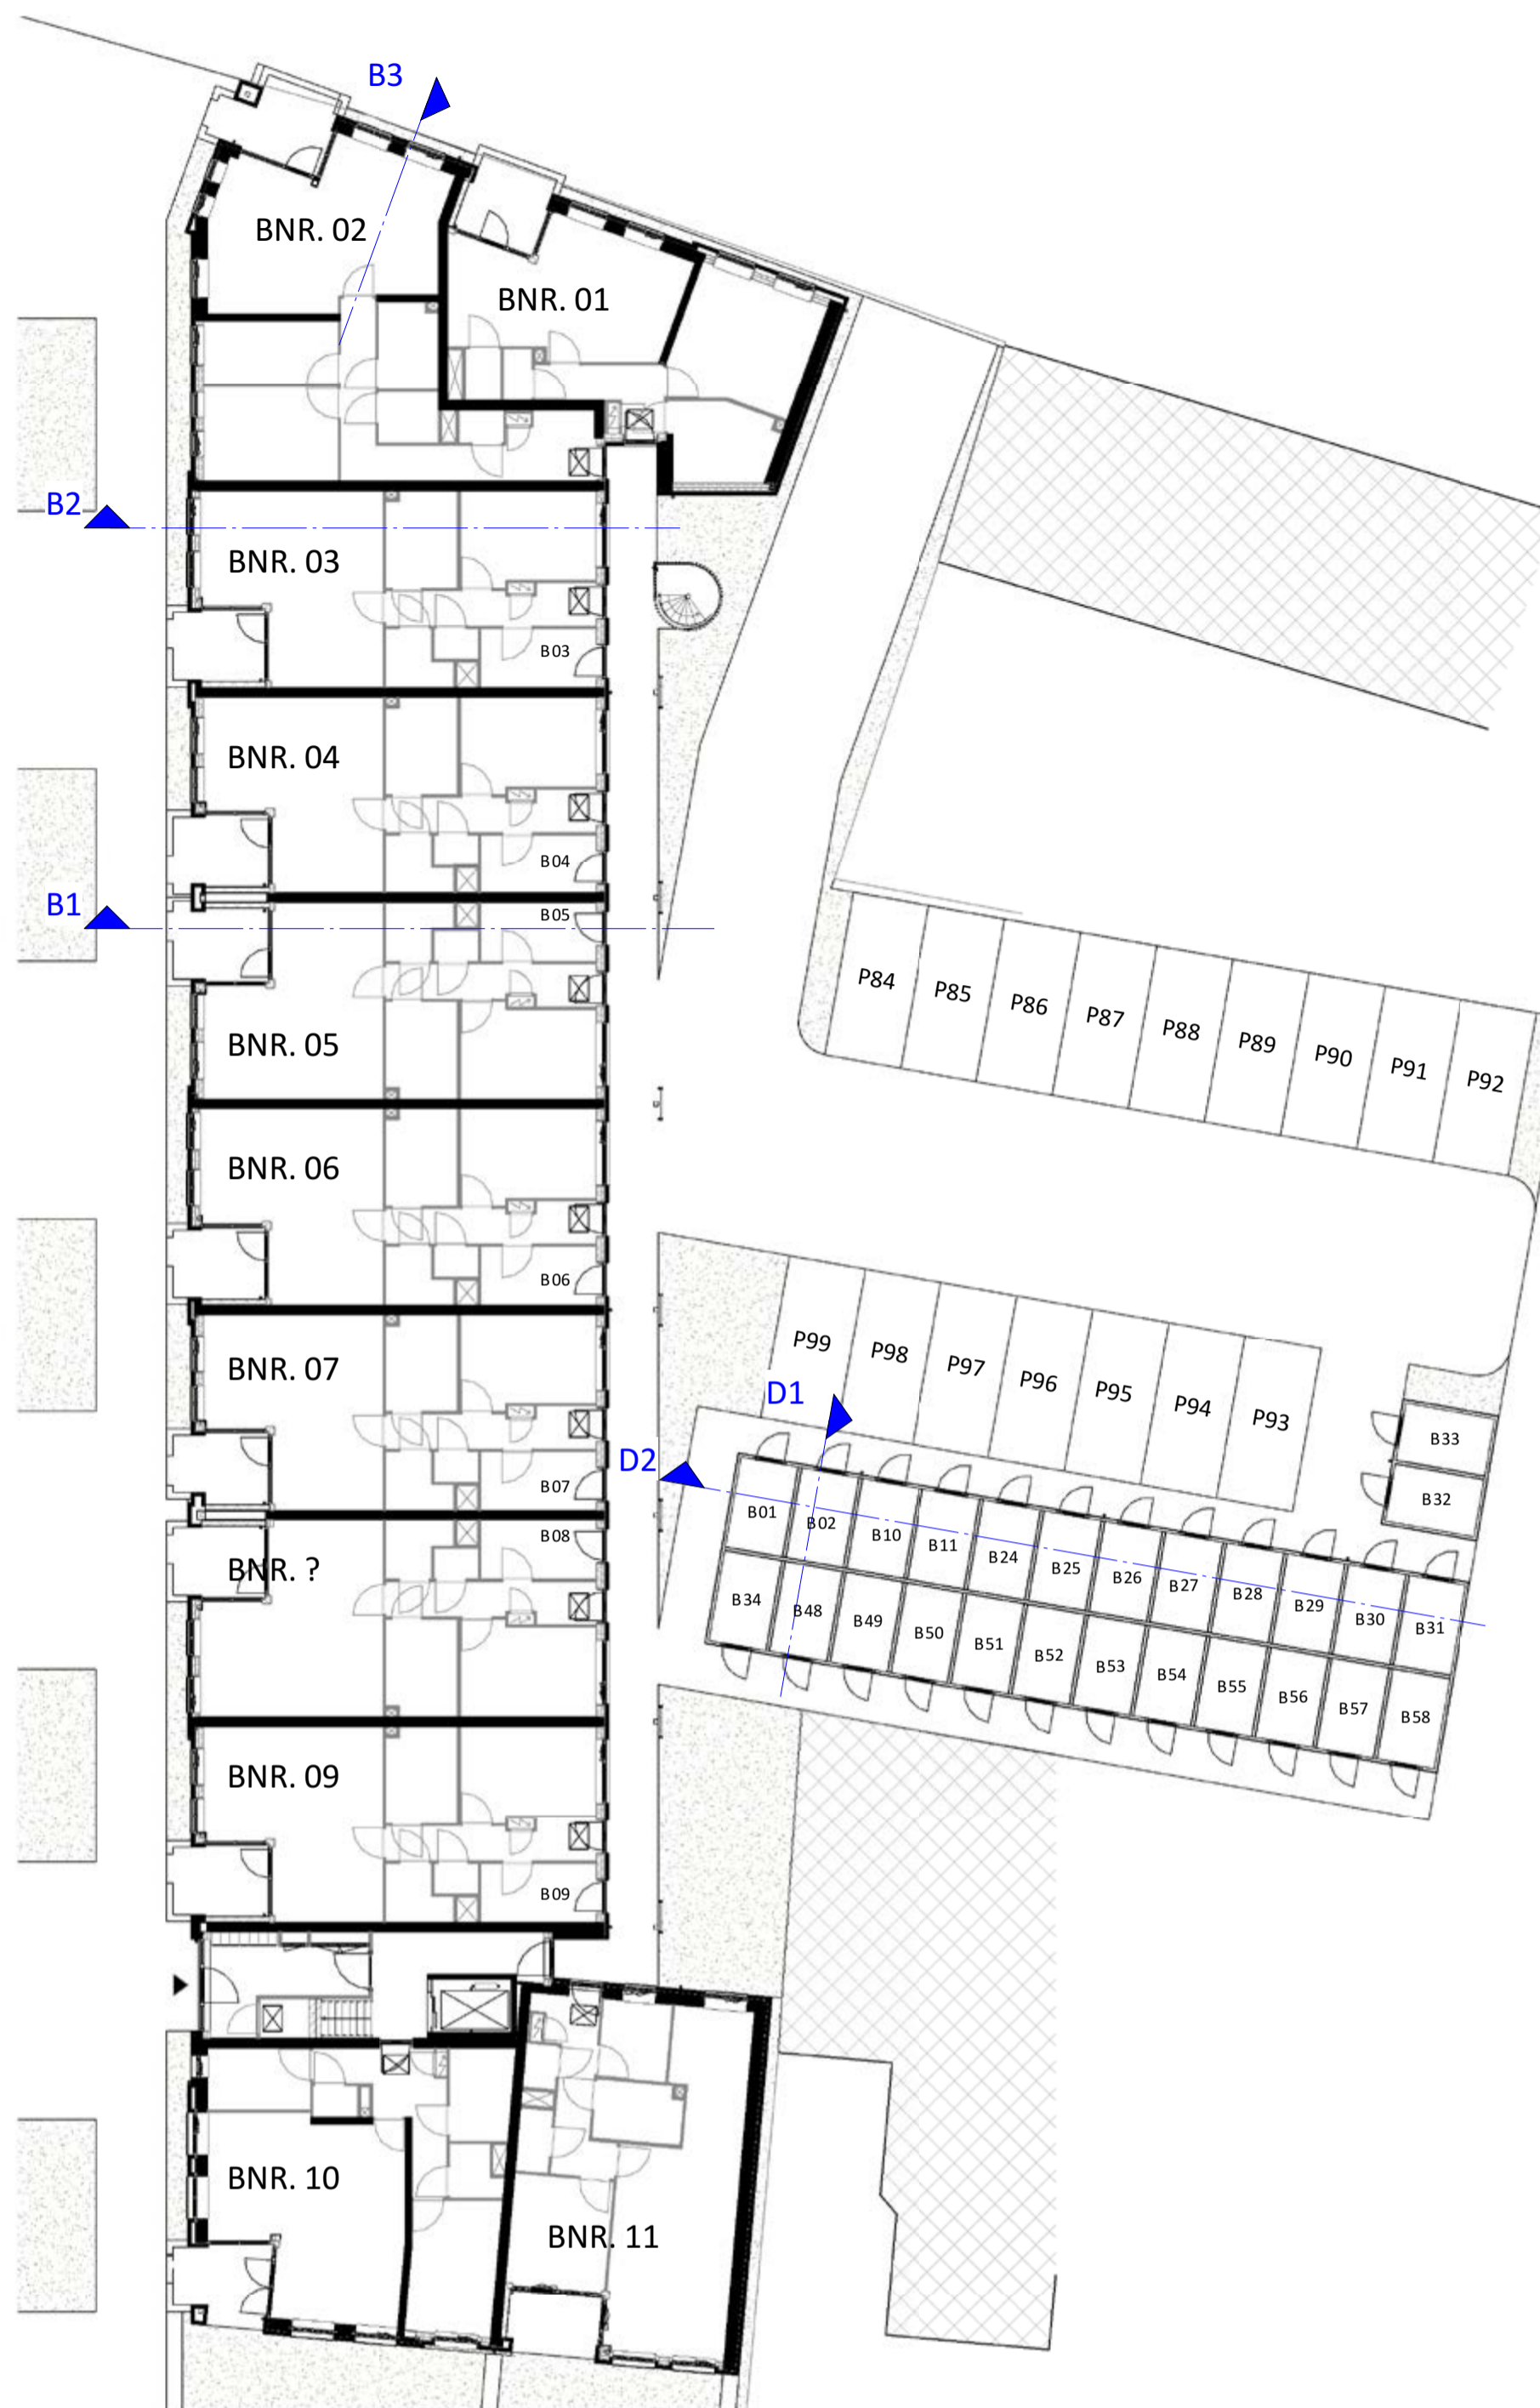 B3
BNR. 02
BNR. 01
B2
BNR. 03
B03
BNR. 04
B04
B1
B05
BNR. 05
P84
P85
P86
P87
P88
P89
P90
P91
P92
BNR. 06
B06
BNR. 07
B07
P99
P98
P97
P96
P95
P94
P93
D1
D2
B33
B32
B01
B02
B10
B11
B24
B25
B26
B27
B28
B29
B30
B31
B34
B48
B49
B50
B51
B52
B53
B54
B55
B56
B57
B58
B08
BNR. ?
BNR. 09
B09
BNR. 10
BNR. 11